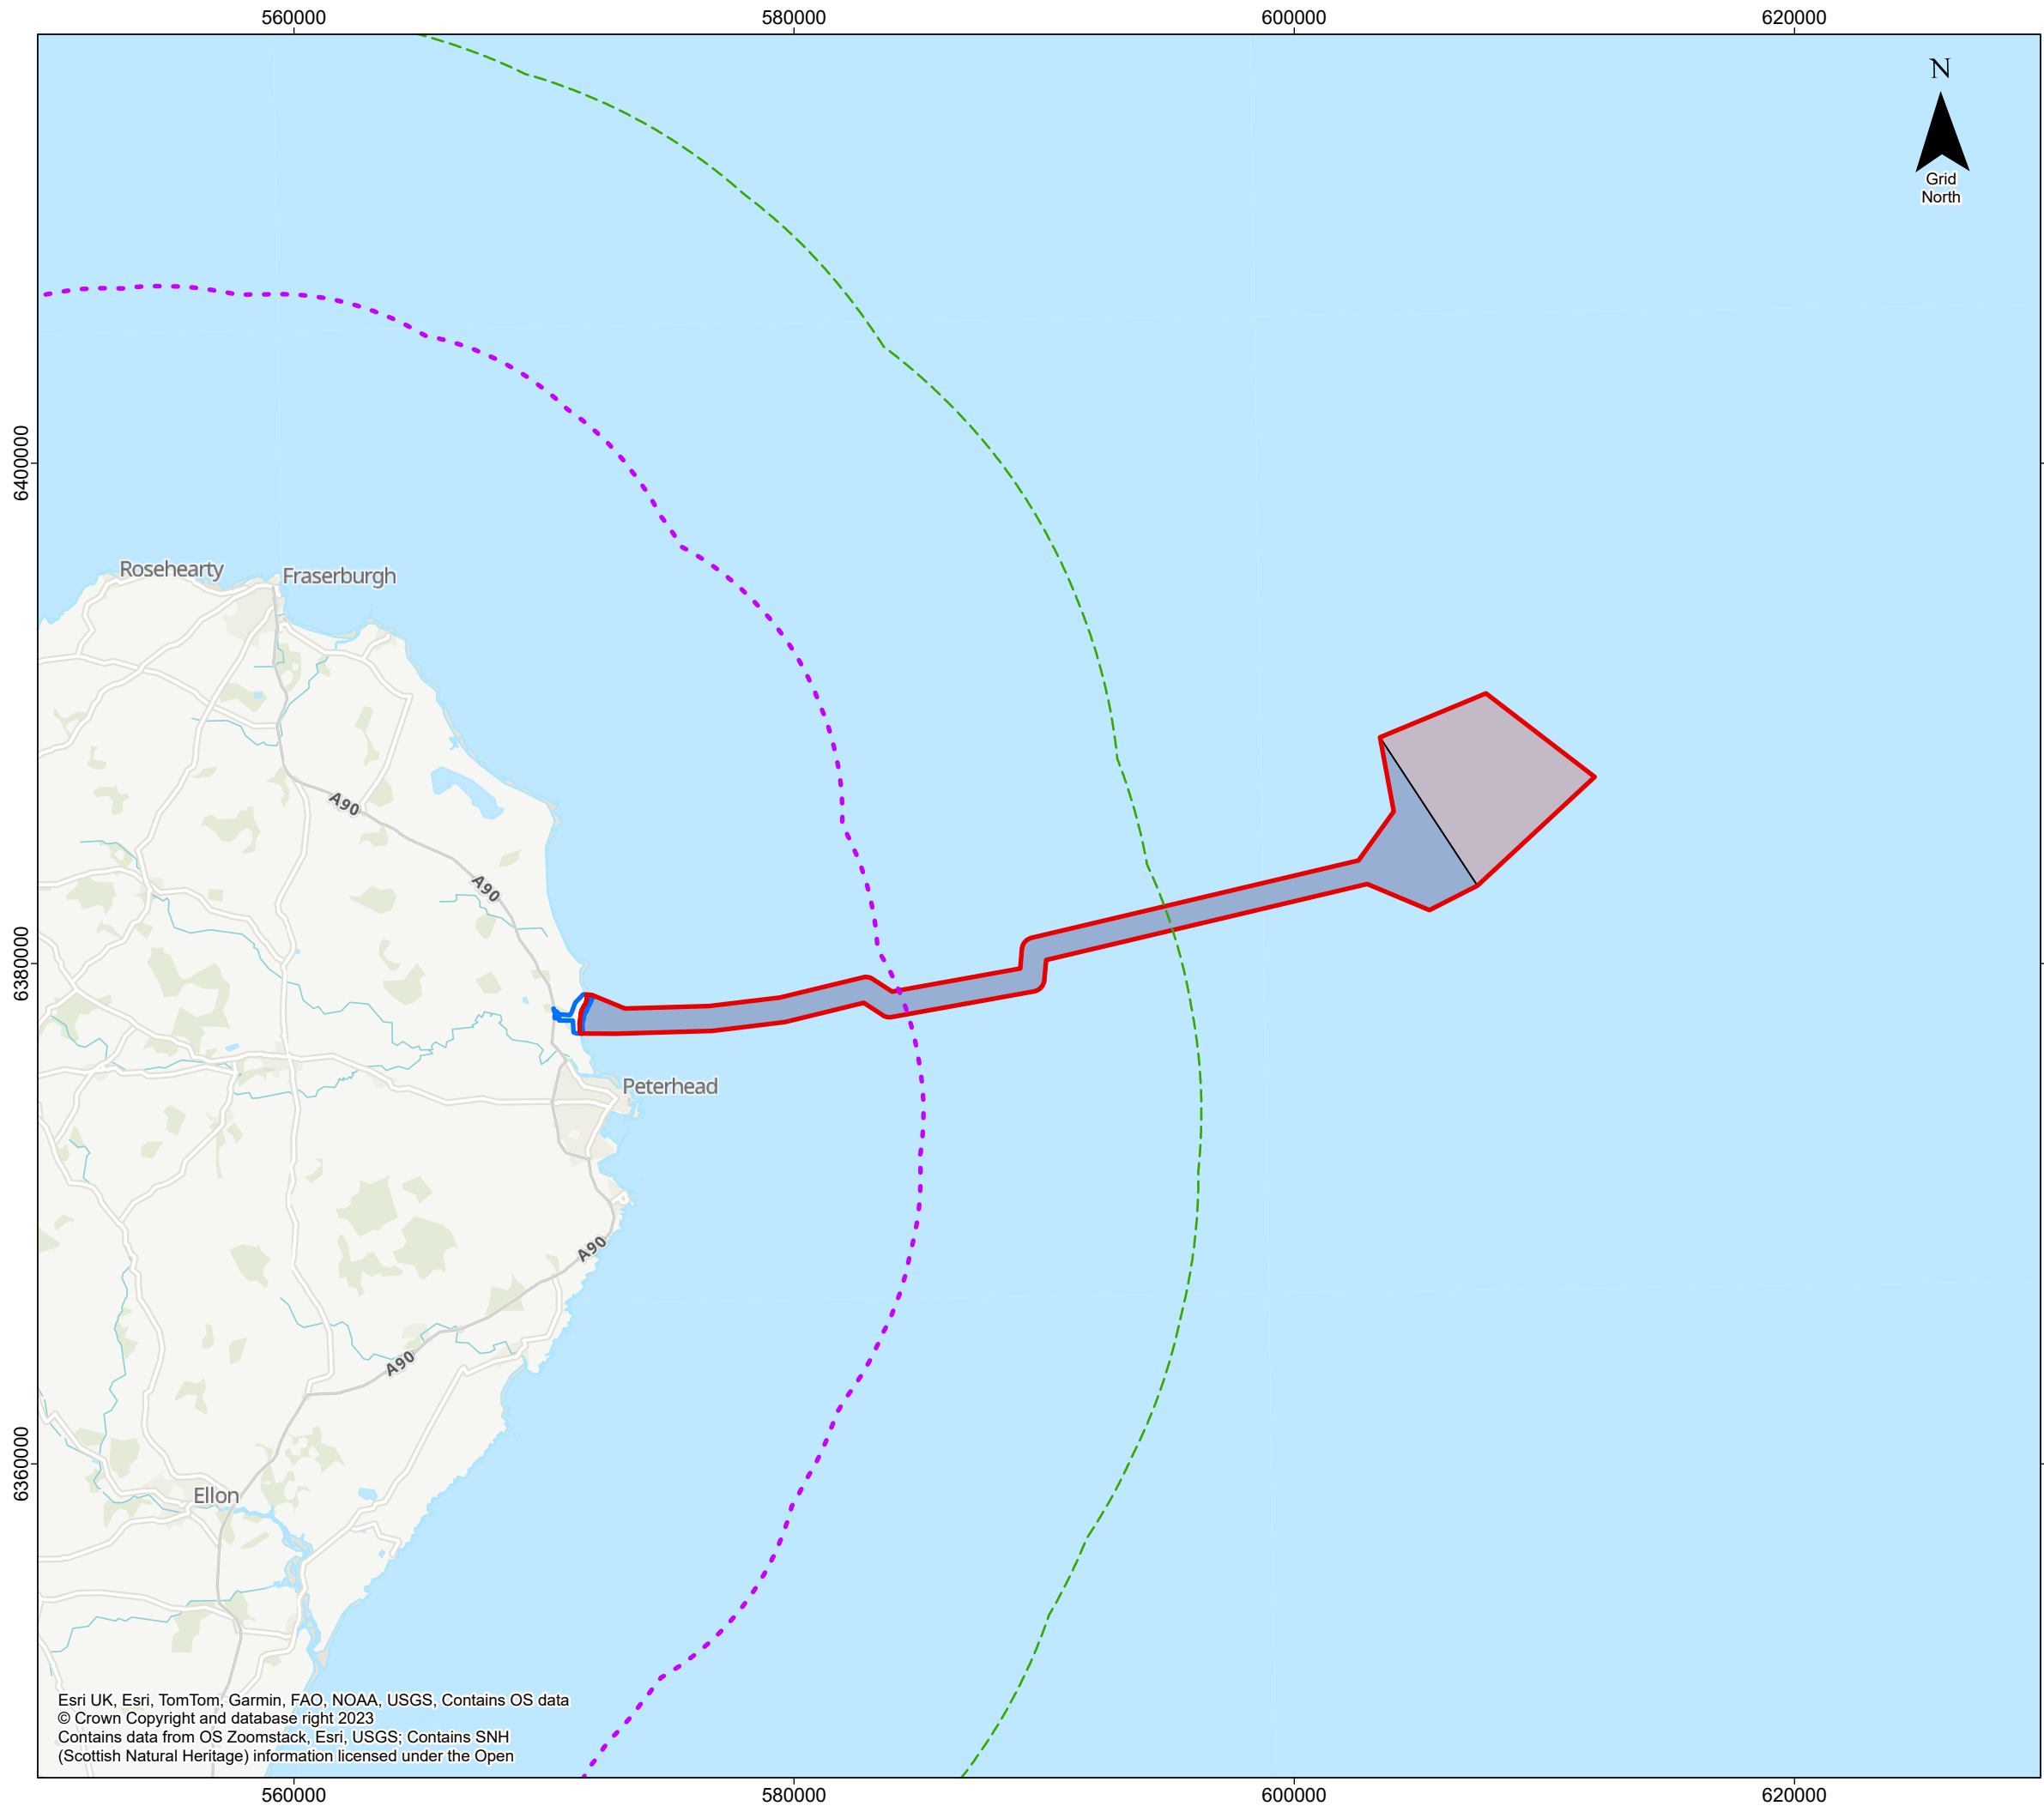 560000
580000
600000
620000
N
Grid
North
6400000
Rosehearty
Fraserburgh
A90
A90
6380000
Peterhead
A90
A90
6360000
Ellon
Esri UK, Esri, TomTom, Garmin, FAO, NOAA, USGS, Contains OS data
© Crown Copyright and database right 2023
Contains data from OS Zoomstack, Esri, USGS; Contains SNH
(Scottish Natural Heritage) information licensed under the Open
560000
580000
600000
620000